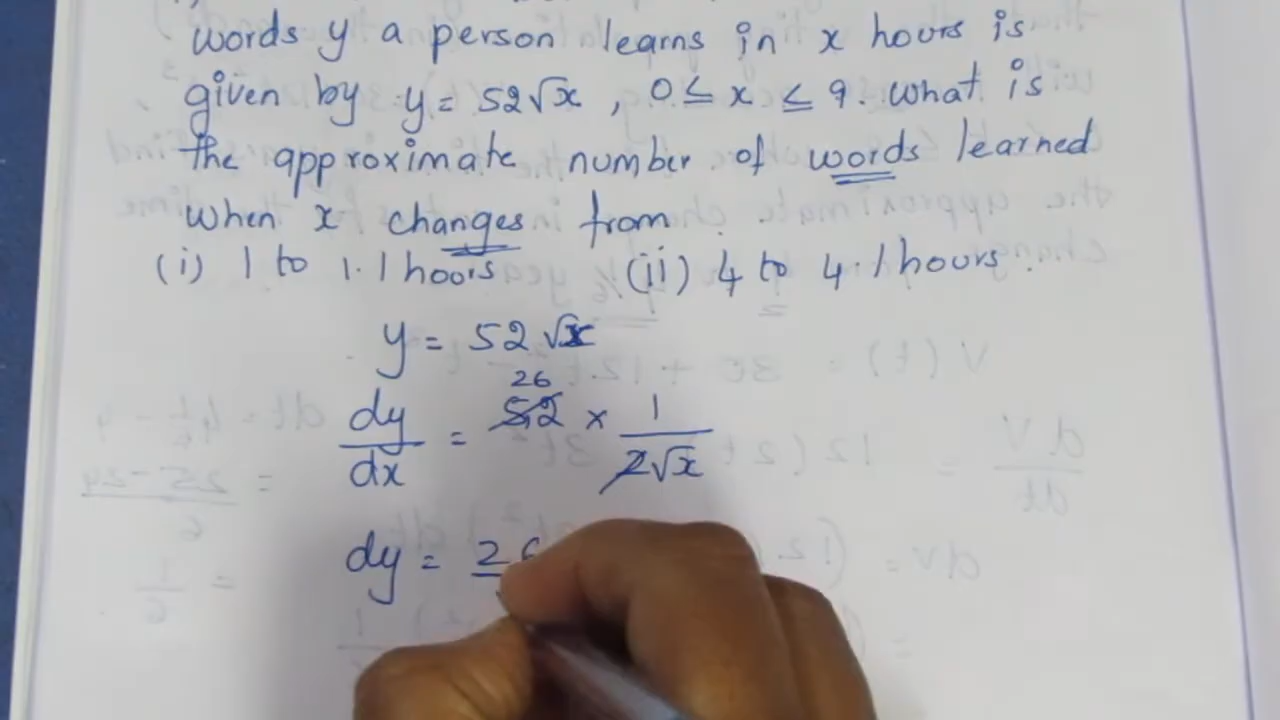 words y a person learns in x hours is
given by y = 52√x , 0 ≤ x ≤ 9. what is
the approximate number of words learned
when x changes from
(i) 1 to 1.1 hours (ii) 4 to 4.1 hours.
y = 52√x
26
dy/dx = 52 × 1/2√x
dy = 26